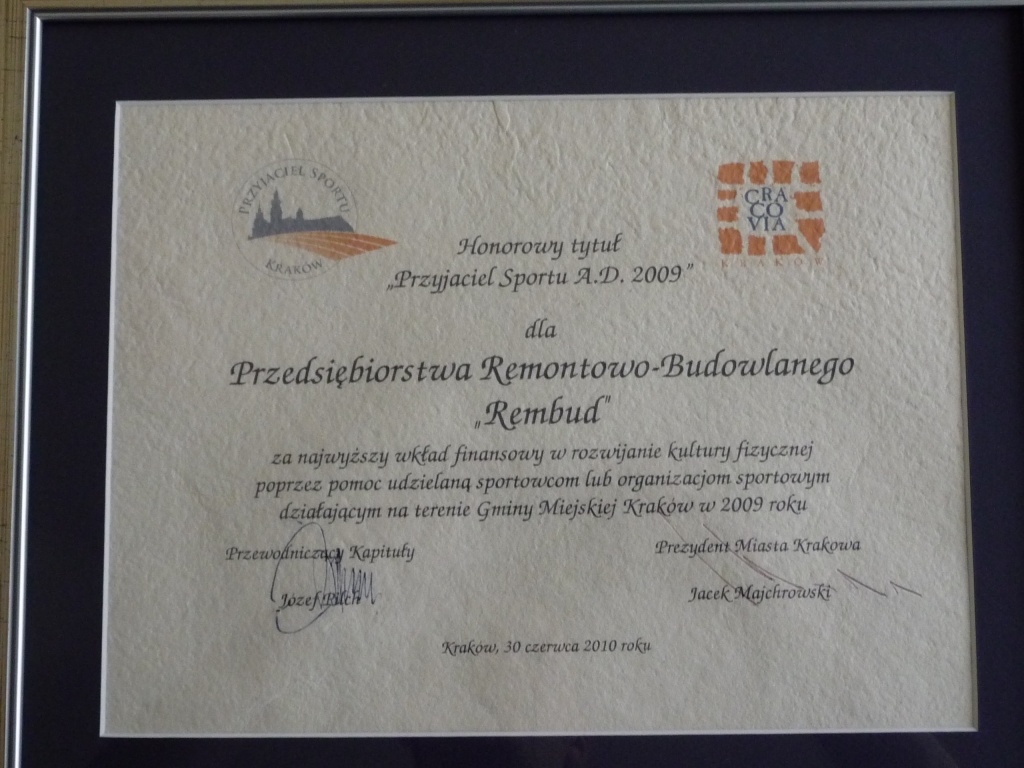 PRZYJACIEL SPORTU
KRAKÓW
CRA
CO
VIA
KRAKÓW
Honorowy tytuł
„Przyjaciel Sportu A.D. 2009”
dla
Przedsiębiorstwa Remontowo-Budowlanego
„Rembud”
za najwyższy wkład finansowy w rozwijanie kultury fizycznej
poprzez pomoc udzielaną sportowcom lub organizacjom sportowym
działającym na terenie Gminy Miejskiej Kraków w 2009 roku
Przewodniczący Kapituły
Józef Pilch
Prezydent Miasta Krakowa
Jacek Majchrowski
Kraków, 30 czerwca 2010 roku